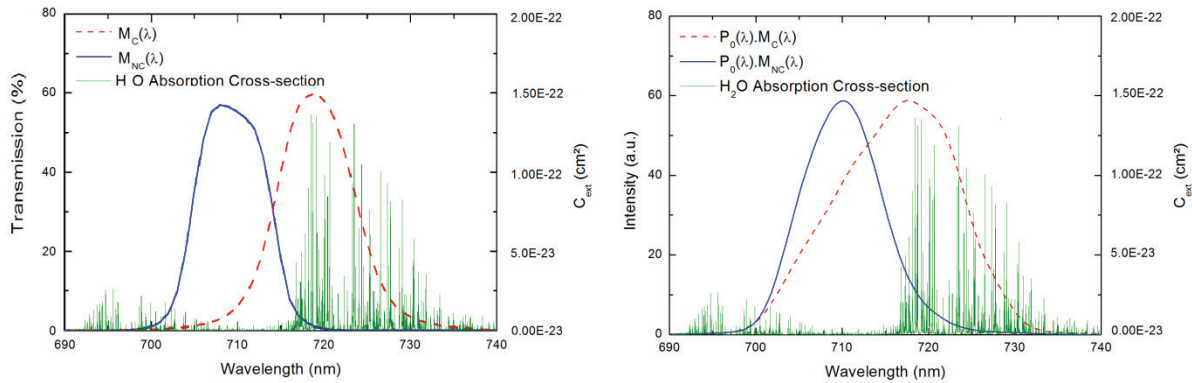 80
60
40
20
0
Transmission (%)
M_C(λ)
M_NC(λ)
H O Absorption Cross-section
2.00E-22
1.50E-22
1.00E-22
5.00E-23
0.00E-23
C_ext (cm²)
690 700 710 720 730 740
Wavelength (nm)
80
60
40
20
0
Intensity (a.u.)
P_0(λ).M_C(λ)
P_0(λ).M_NC(λ)
H_2O Absorption Cross-section
2.00E-22
1.50E-22
1.00E-22
5.00E-23
0.00E-23
C_ext (cm²)
690 700 710 720 730 740
Wavelength (nm)